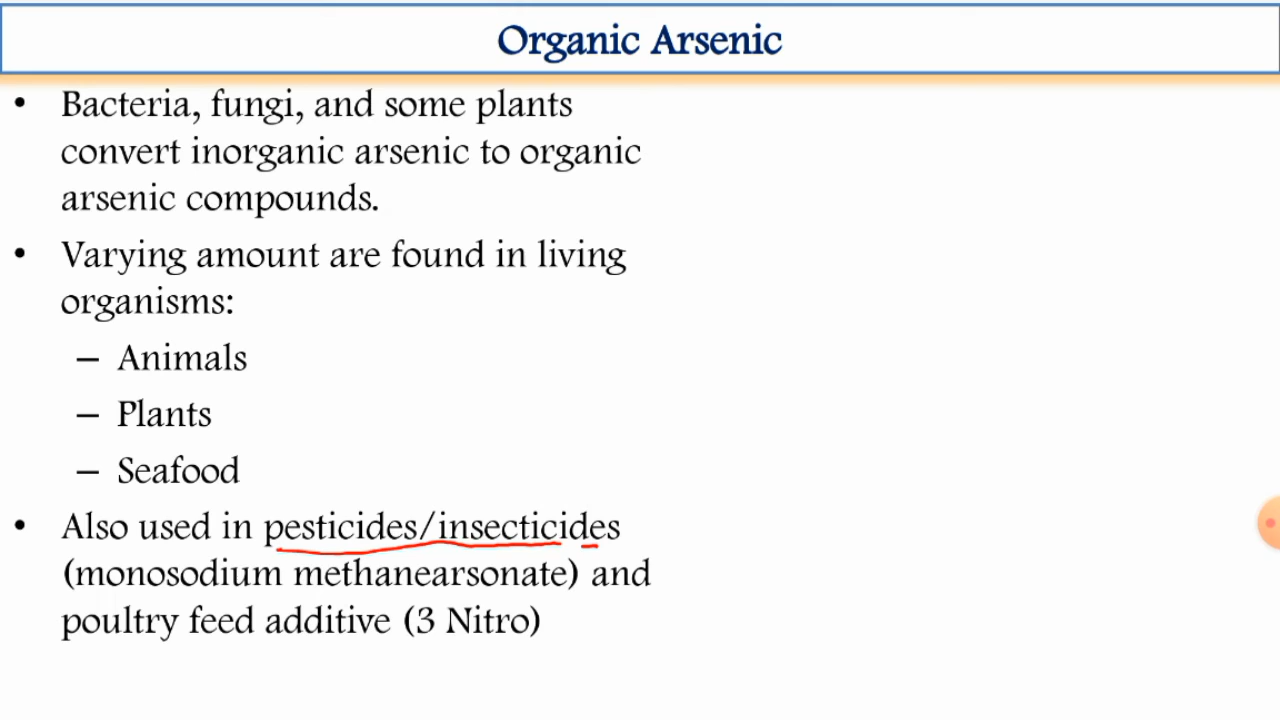 Organic Arsenic
• Bacteria, fungi, and some plants
convert inorganic arsenic to organic
arsenic compounds.
• Varying amount are found in living
organisms:
– Animals
– Plants
– Seafood
• Also used in pesticides/insecticides
(monosodium methanearsonate) and
poultry feed additive (3 Nitro)